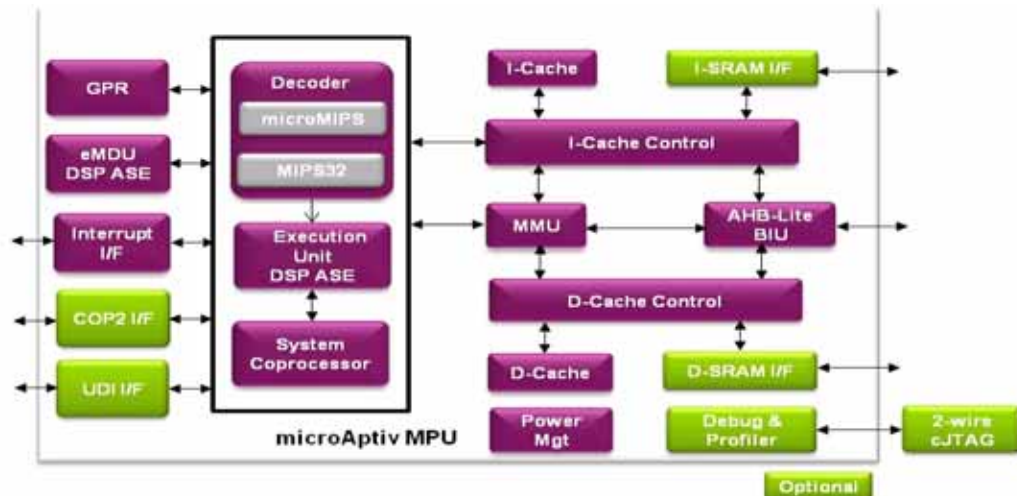 GPR
eMDU
DSP ASE
Interrupt
I/F
COP2 I/F
UDI I/F
Decoder
microMIPS
MIPS32
Execution
Unit
DSP ASE
System
Coprocessor
microAptiv MPU
I-Cache
I-SRAM I/F
I-Cache Control
MMU
AHB-Lite
BIU
D-Cache Control
D-Cache
D-SRAM I/F
Power
Mgt
Debug &
Profiler
2-wire
cJTAG
Optional